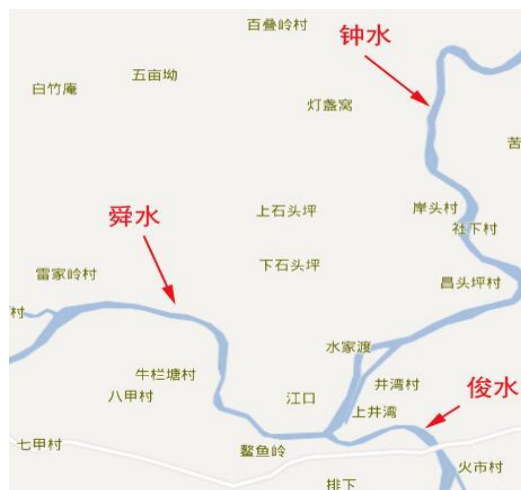 百叠岭村
钟水
五亩坳
白竹庵
灯盏窝
苦
舜水
上石头坪
岸头村
社下村
雷家岭村
下石头坪
昌头坪村
村
水家渡
牛栏塘村
井湾村
八甲村
江口
上井湾
俊水
七甲村
鳌鱼岭
火市村
排下